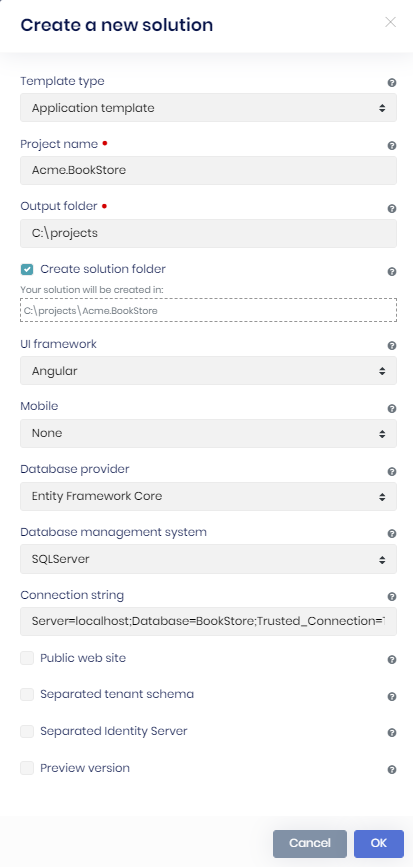 Create a new solution
Template type
Application template
Project name
Acme.BookStore
Output folder
C:\projects
Create solution folder
Your solution will be created in:
C:\projects\Acme.BookStore
UI framework
Angular
Mobile
None
Database provider
Entity Framework Core
Database management system
SQLServer
Connection string
Server=localhost;Database=BookStore;Trusted_Connection=
Public web site
Separated tenant schema
Separated Identity Server
Preview version
Cancel OK